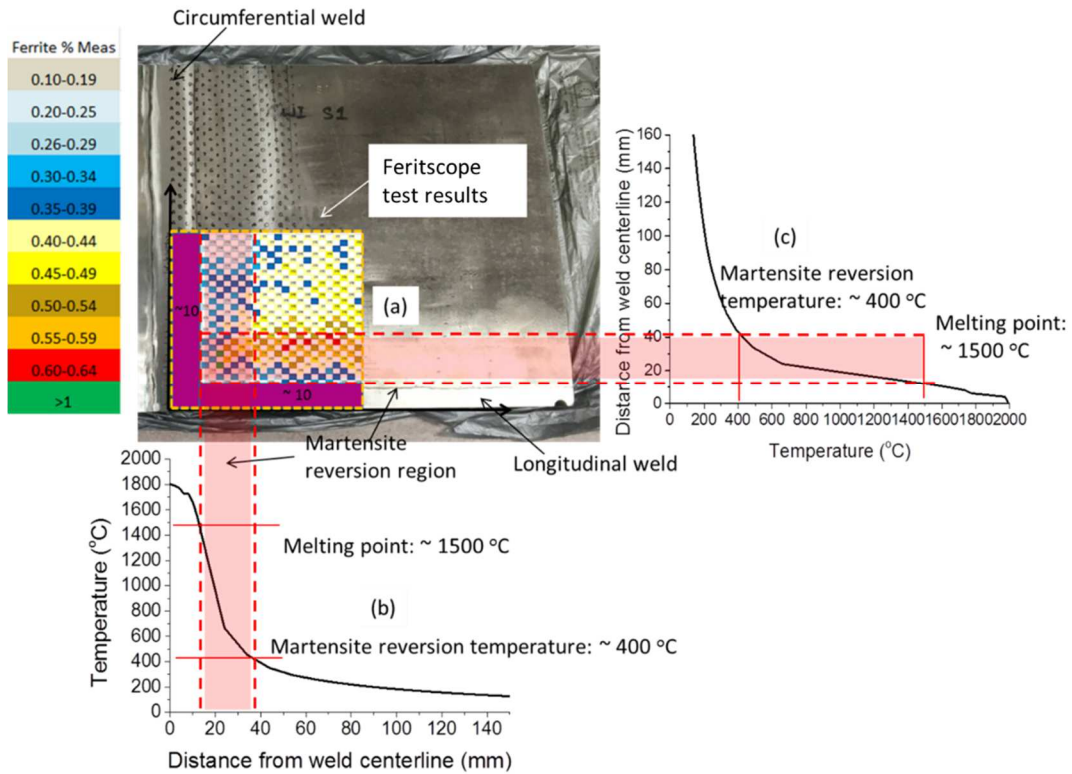 Circumferential weld
Ferrite % Meas
0.10-0.19
0.20-0.25
0.26-0.29
0.30-0.34
0.35-0.39
0.40-0.44
0.45-0.49
0.50-0.54
0.55-0.59
0.60-0.64
>1
S1
Feritscope
test results
(a)
~10
~ 10
Martensite
reversion region
Longitudinal weld
160
140
120
100
80
60
40
20
0
Distance from weld centerline (mm)
(c)
Martensite reversion
temperature: ~ 400 °C
Melting point:
~ 1500 °C
0 200 400 600 800 1000 1200 1400 1600 1800 2000
Temperature (°C)
2000
1800
1600
1400
1200
1000
800
600
400
200
0
Temperature (°C)
Melting point: ~ 1500 °C
(b)
Martensite reversion temperature: ~ 400 °C
0 20 40 60 80 100 120 140
Distance from weld centerline (mm)